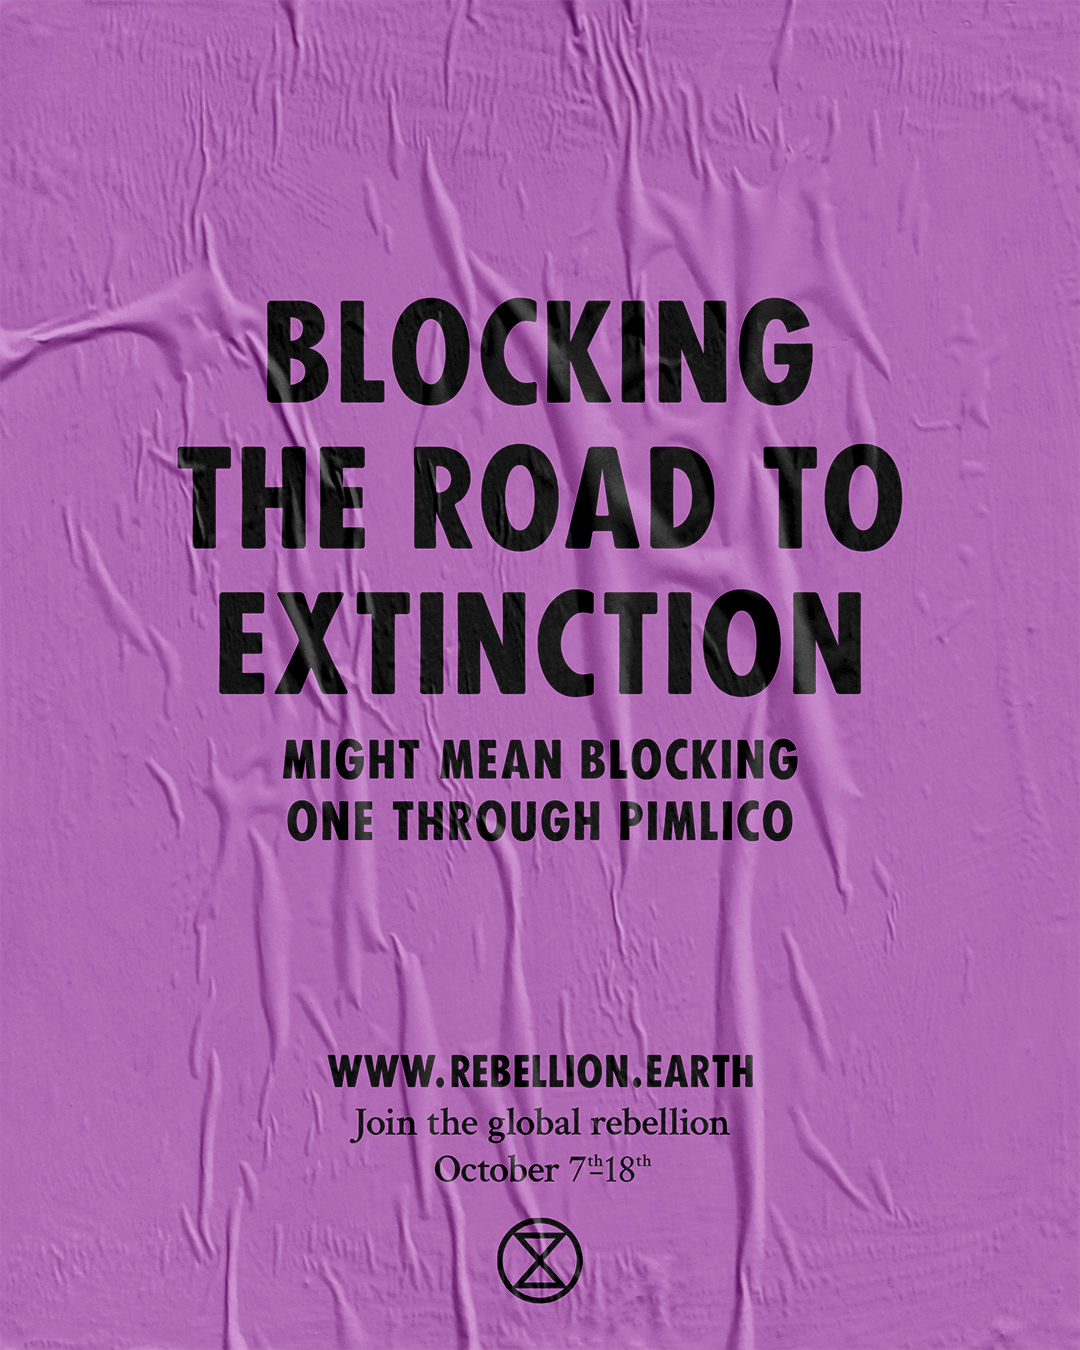 BLOCKING
THE ROAD TO
EXTINCTION
MIGHT MEAN BLOCKING
ONE THROUGH PIMLICO
WWW.REBELLION.EARTH
Join the global rebellion
October 7th–18th